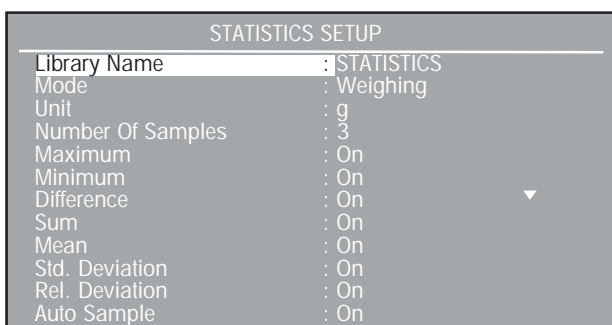 STATISTICS SETUP
Library Name : STATISTICS
Mode : Weighing
Unit : g
Number Of Samples : 3
Maximum : On
Minimum : On
Difference : On
Sum : On
Mean : On
Std. Deviation : On
Rel. Deviation : On
Auto Sample : On